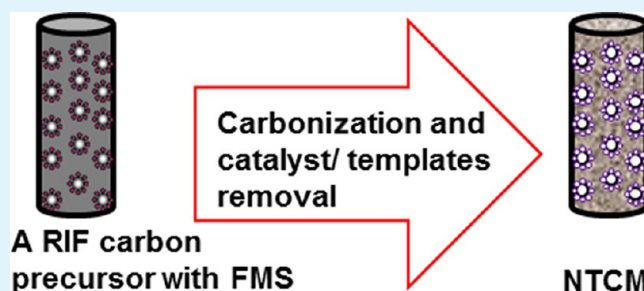 Carbonization and
catalyst/ templates
removal
A RIF carbon
precursor with FMS
NTCM